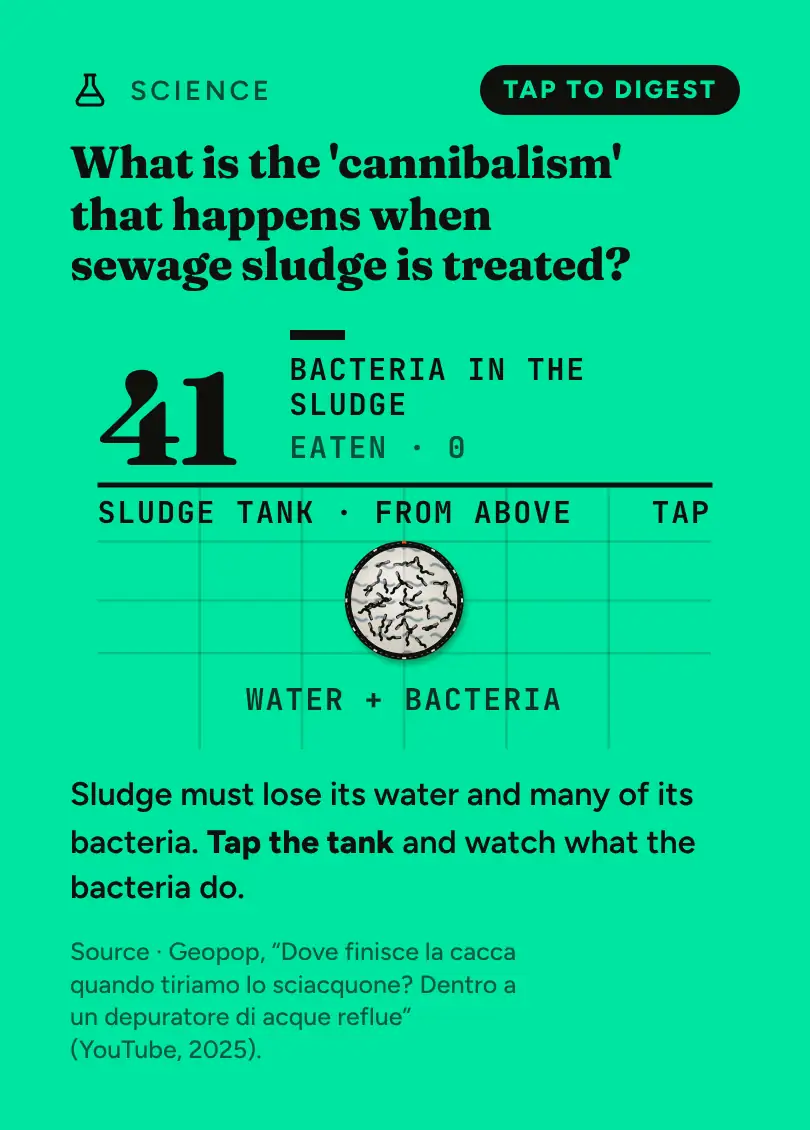 SCIENCE
TAP TO DIGEST
What is the 'cannibalism'
that happens when
sewage sludge is treated?
41
BACTERIA IN THE
SLUDGE
EATEN · 0
SLUDGE TANK · FROM ABOVE
TAP
WATER + BACTERIA
Sludge must lose its water and many of its
bacteria. Tap the tank and watch what the
bacteria do.
Source · Geopop, “Dove finisce la cacca
quando tiriamo lo sciacquone? Dentro a
un depuratore di acque reflue”
(YouTube, 2025).